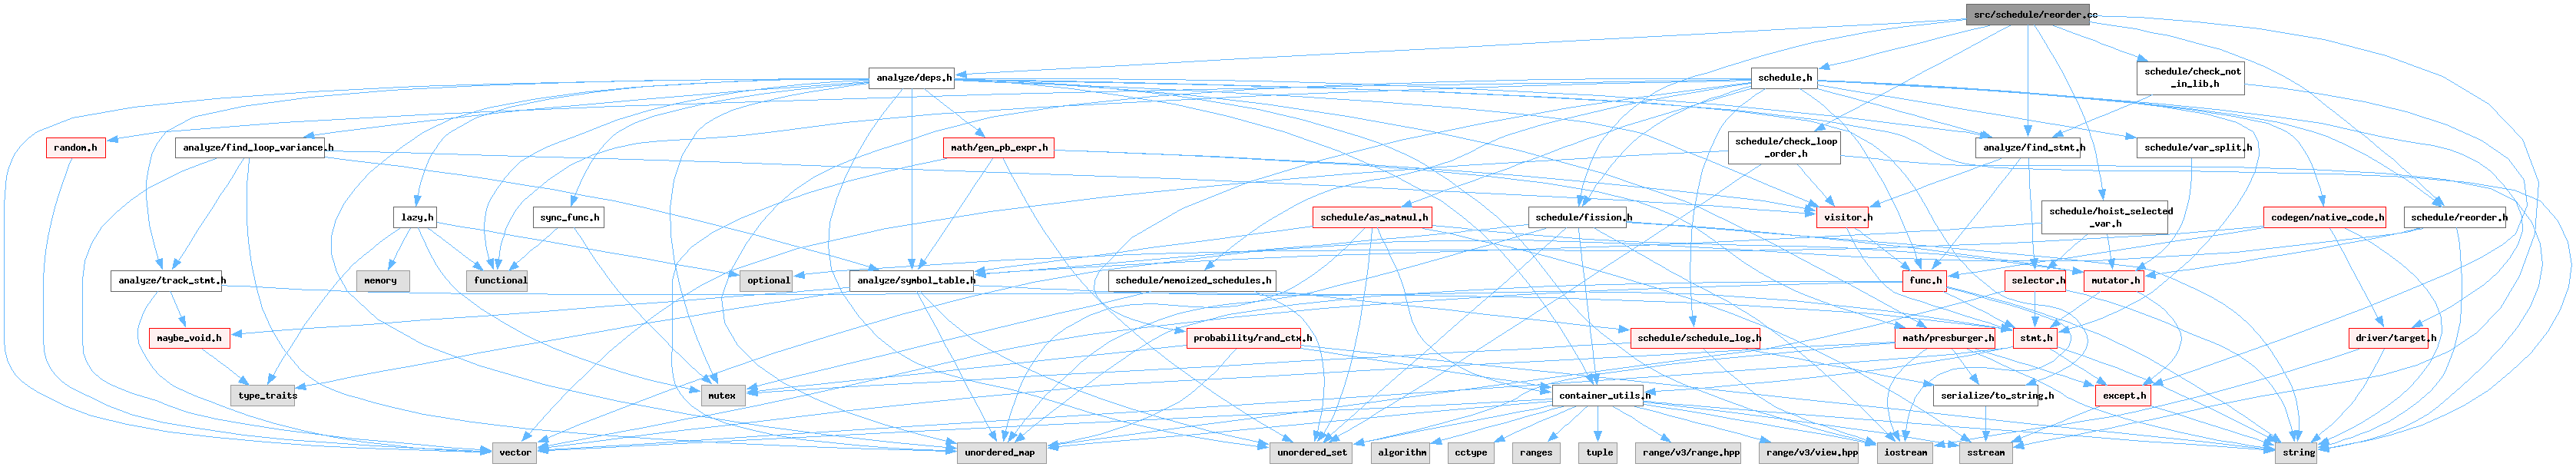 src/schedule/reorder.cc
analyze/deps.h
schedule.h
schedule/check_not
_in_lib.h
random.h
analyze/find_loop_variance.h
math/gen_pb_expr.h
schedule/check_loop
_order.h
analyze/find_stmt.h
schedule/var_split.h
lazy.h
sync_func.h
schedule/as_matmul.h
schedule/fission.h
visitor.h
schedule/hoist_selected
_var.h
codegen/native_code.h
schedule/reorder.h
analyze/track_stmt.h
memory
functional
optional
analyze/symbol_table.h
schedule/memoized_schedules.h
func.h
selector.h
mutator.h
maybe_void.h
probability/rand_ctx.h
schedule/schedule_log.h
math/presburger.h
stmt.h
driver/target.h
type_traits
mutex
container_utils.h
serialize/to_string.h
except.h
vector
unordered_map
unordered_set
algorithm
cctype
ranges
tuple
range/v3/range.hpp
range/v3/view.hpp
iostream
sstream
string